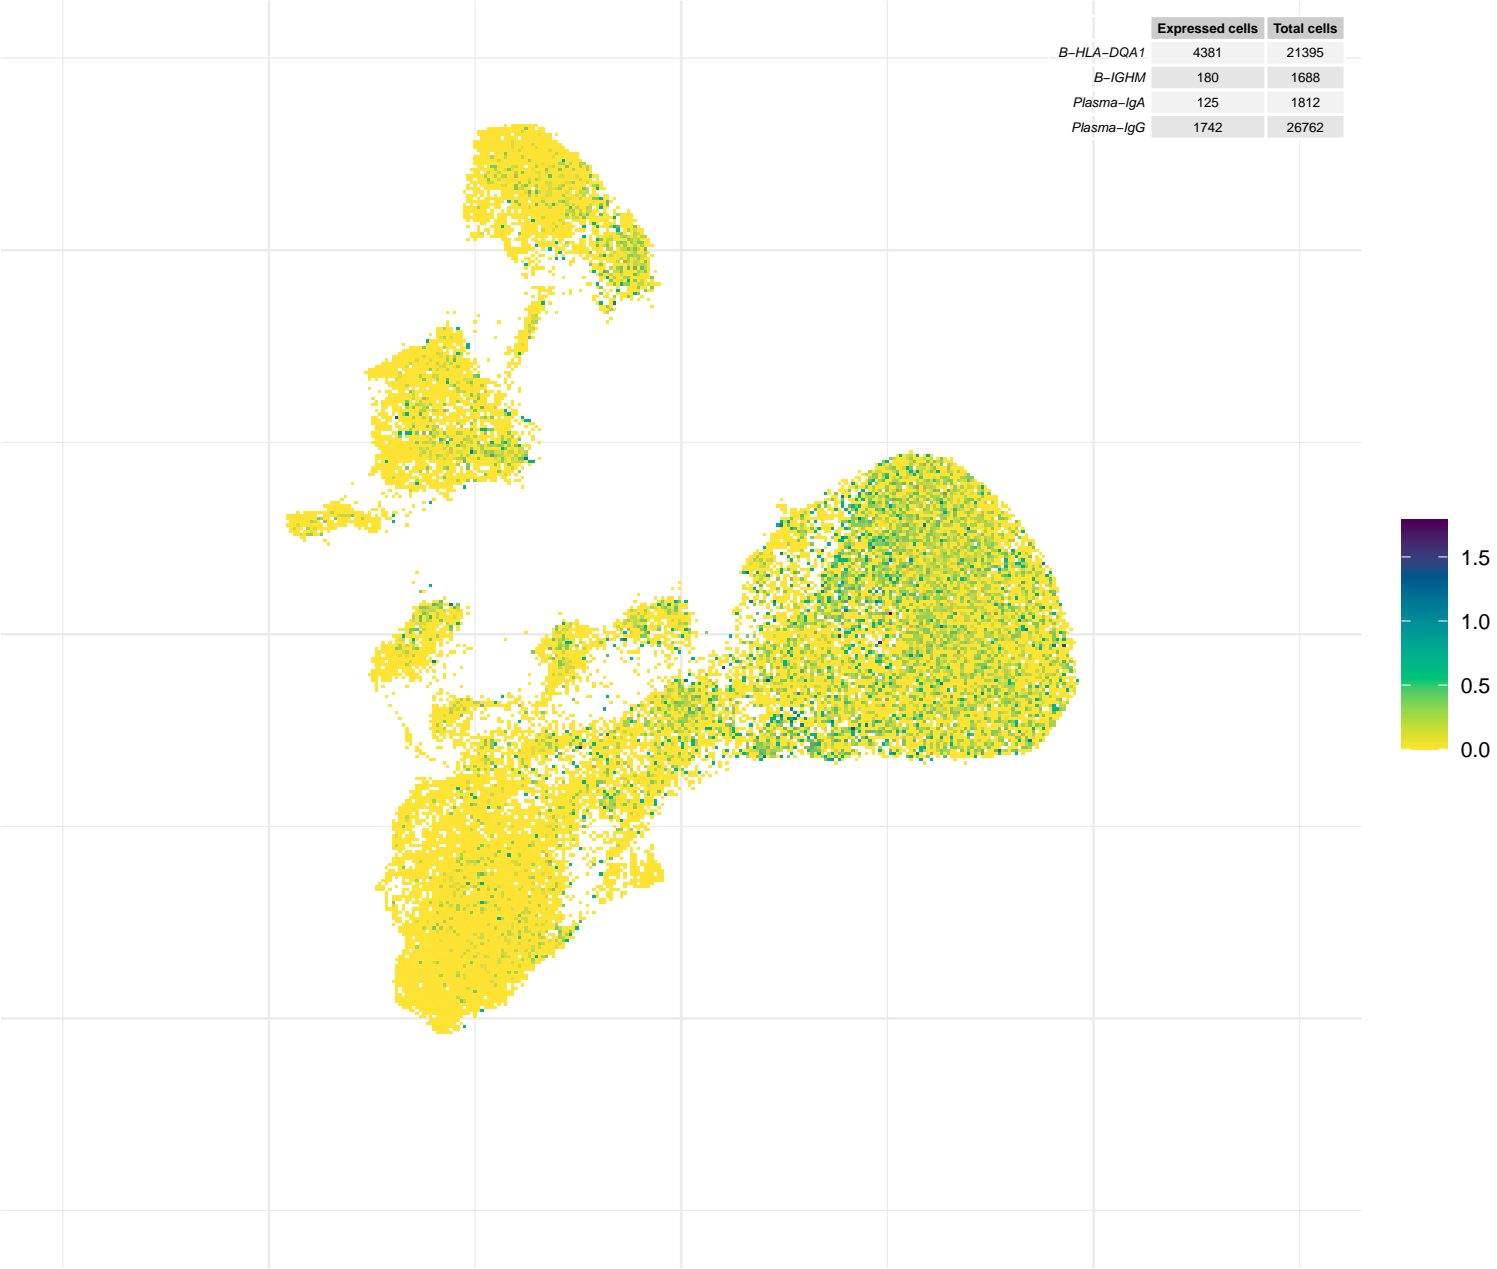 Expressed cells Total cells
B−HLA−DQA1 4381 21395
B−IGHM 180 1688
Plasma−IgA 125 1812
Plasma−IgG 1742 26762
1.5
1.0
0.5
0.0